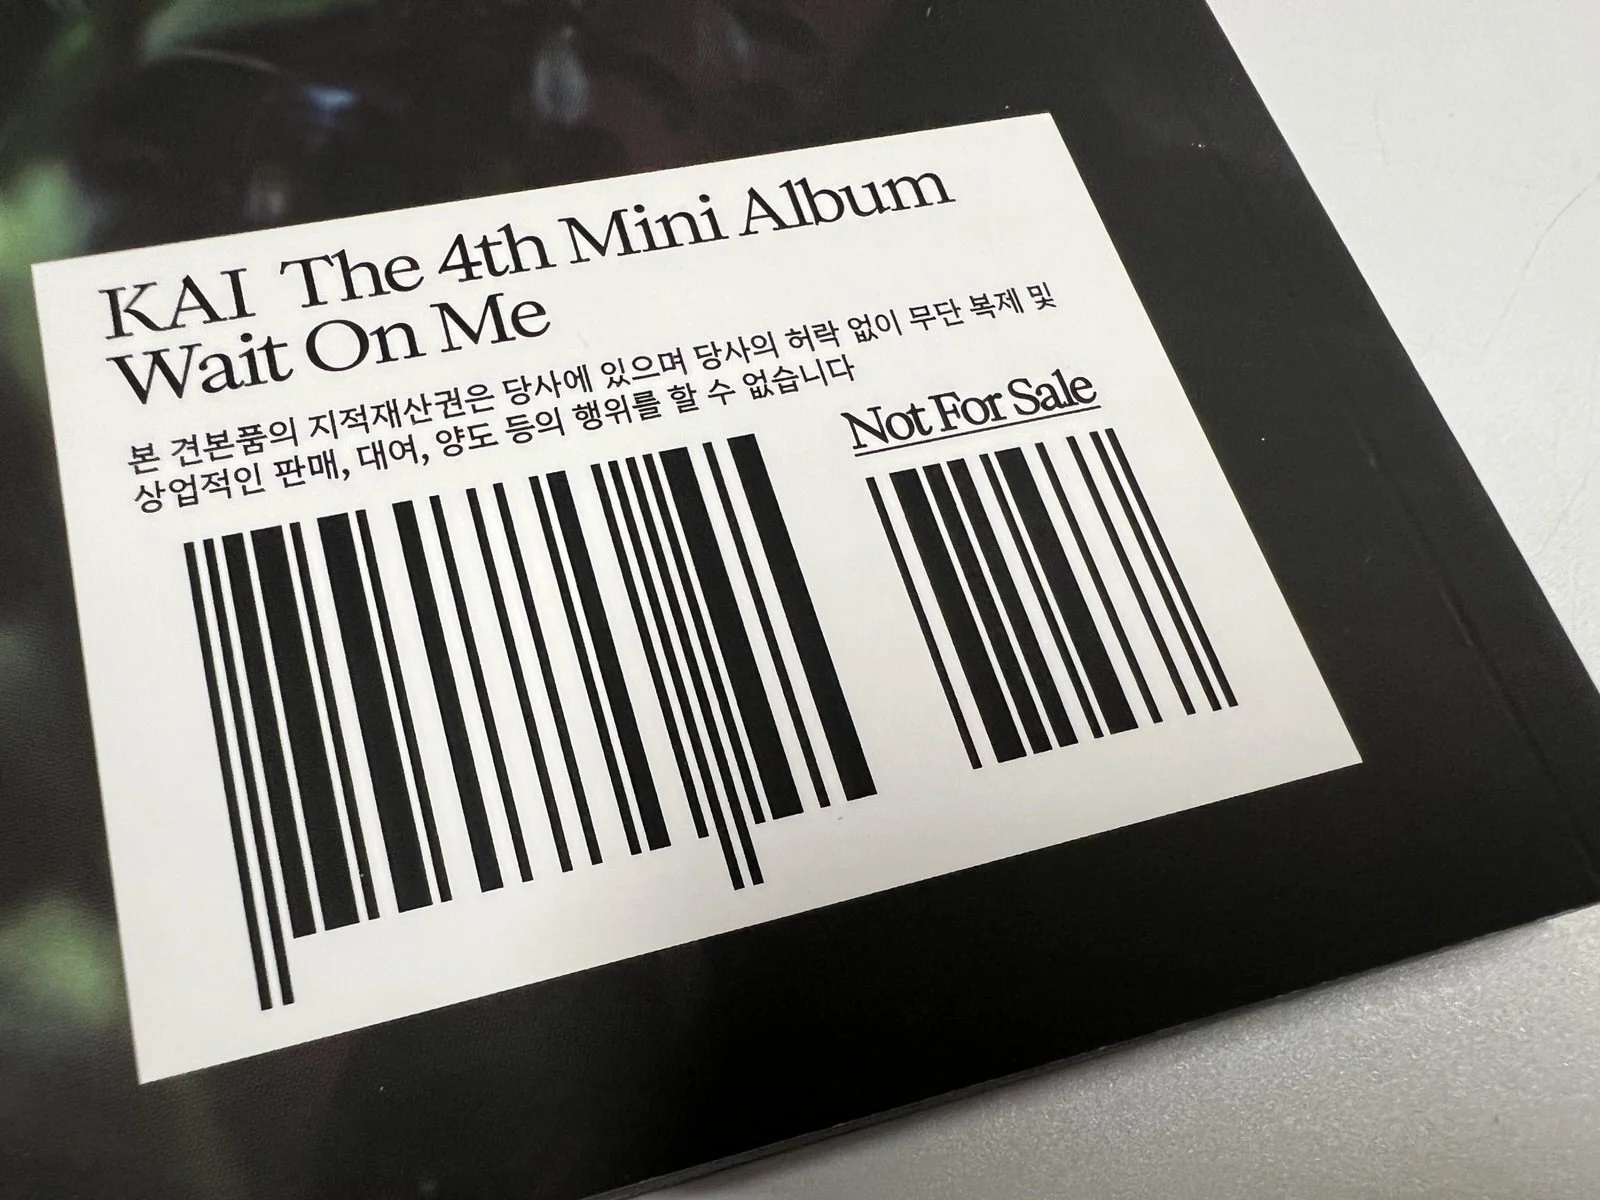 KAI The 4th Mini Album
Wait On Me
본 견본품의 지적재산권은 당사에 있으며 당사의 허락 없이 무단 복제 및
상업적인 판매, 대여, 양도 등의 행위를 할 수 없습니다
Not For Sale